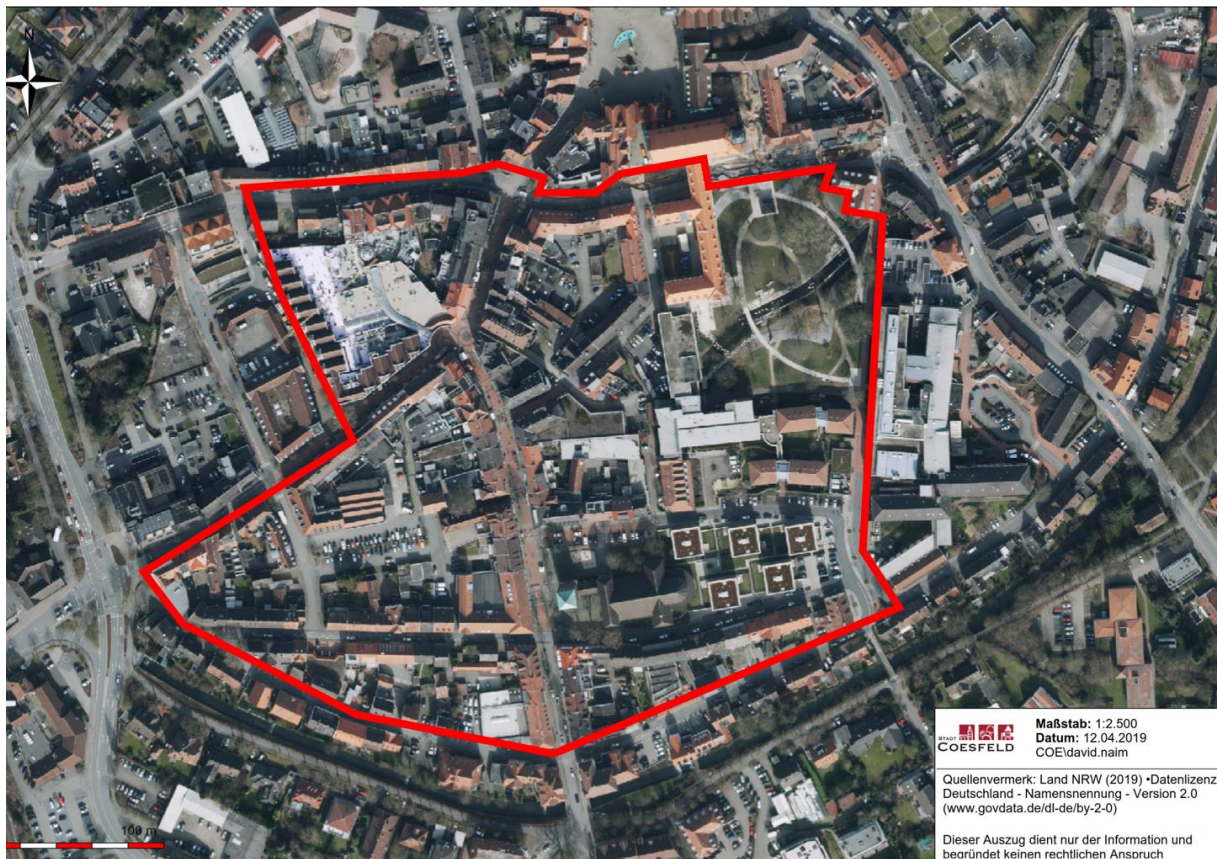 N
100 m
STADT
COESFELD
Maßstab: 1:2.500
Datum: 12.04.2019
COE\david.naim
Quellenvermerk: Land NRW (2019) •Datenlizenz
Deutschland - Namensnennung - Version 2.0
(www.govdata.de/dl-de/by-2-0)
Dieser Auszug dient nur der Information und
begründet keinen rechtlichen Anspruch